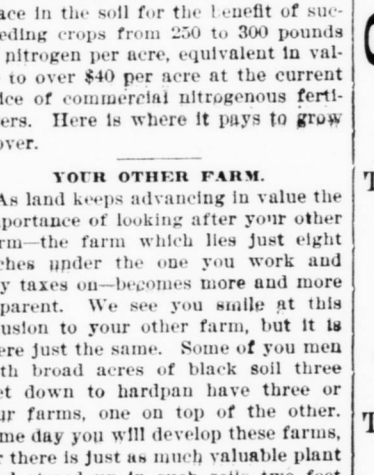 ace in the soil for the benefit of suc-
eding crops from 250 to 300 pounds
nitrogen per acre, equivalent in val-
to over $40 per acre at the current
ice of commercial nitrogenous ferti-
ers. Here is where it pays to grow
over.
YOUR OTHER FARM.
As land keeps advancing in value the
portance of looking after your other
rm—the farm which lies just eight
ches under the one you work and
y taxes on—becomes more and more
parent. We see you smile at this
usion to your other farm, but it is
ere just the same. Some of you men
th broad acres of black soil three
et down to hardpan have three or
ur farms, one on top of the other.
me day you will develop these farms,
r there is just as much valuable plant